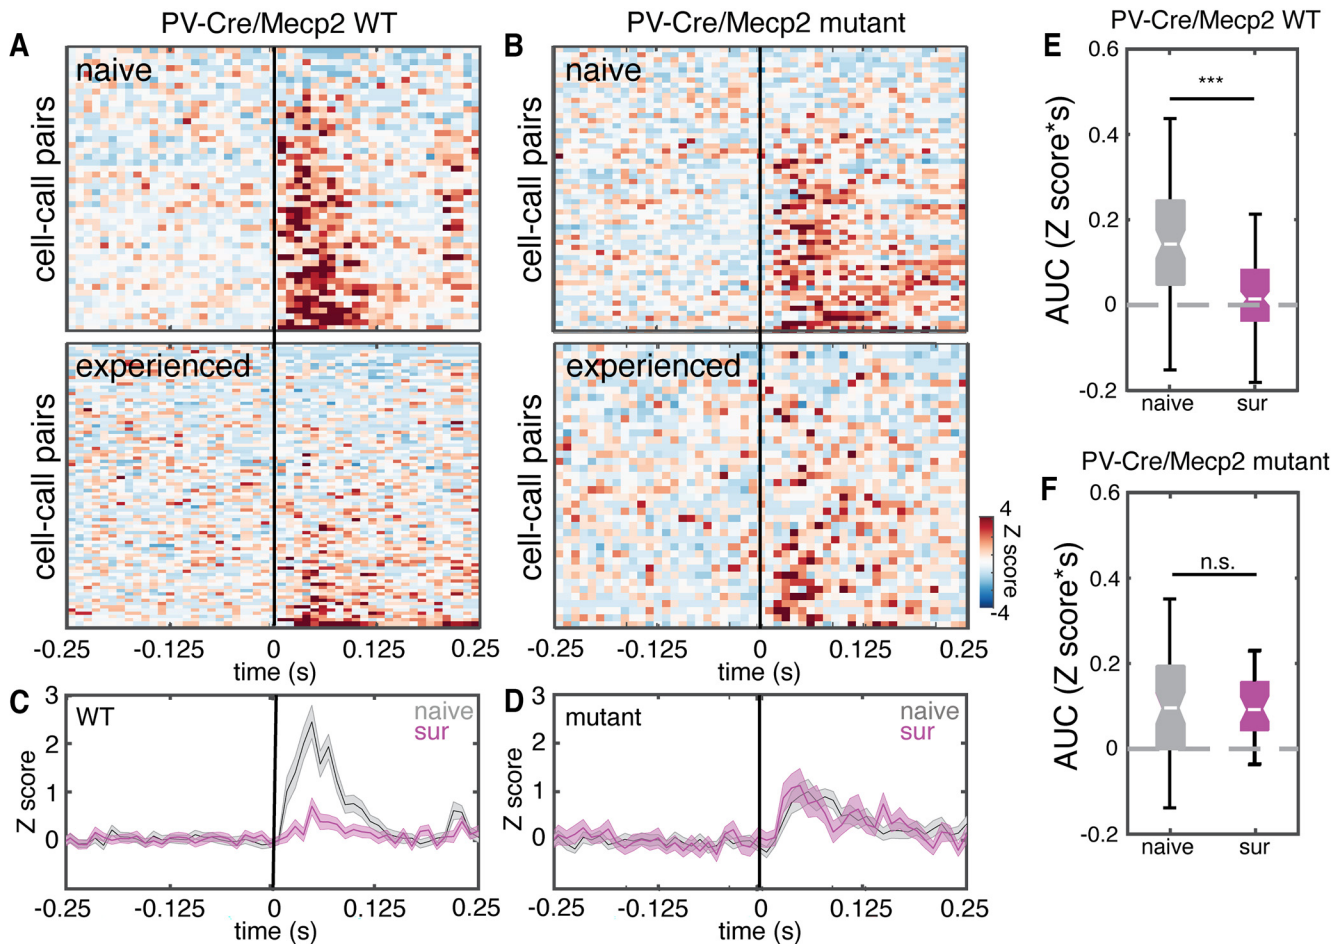 PV-Cre/Mecp2 WT
A
naive
cell-call pairs
experienced
cell-call pairs
-0.25 -0.125 0 0.125 0.25
time (s)
PV-Cre/Mecp2 mutant
B
naive
cell-call pairs
experienced
cell-call pairs
4
Z score
-4
-0.25 -0.125 0 0.125 0.25
time (s)
C
WT
naive
sur
3
2
1
0
Z score
-0.25 -0.125 0 0.125 0.25
time (s)
D
mutant
naive
sur
3
2
1
0
Z score
-0.25 -0.125 0 0.125 0.25
time (s)
PV-Cre/Mecp2 WT
E
0.6
***
0.4
0.2
0
-0.2
AUC (Z score*s)
naive sur
PV-Cre/Mecp2 mutant
F
0.6
n.s.
0.4
0.2
0
-0.2
AUC (Z score*s)
naive sur